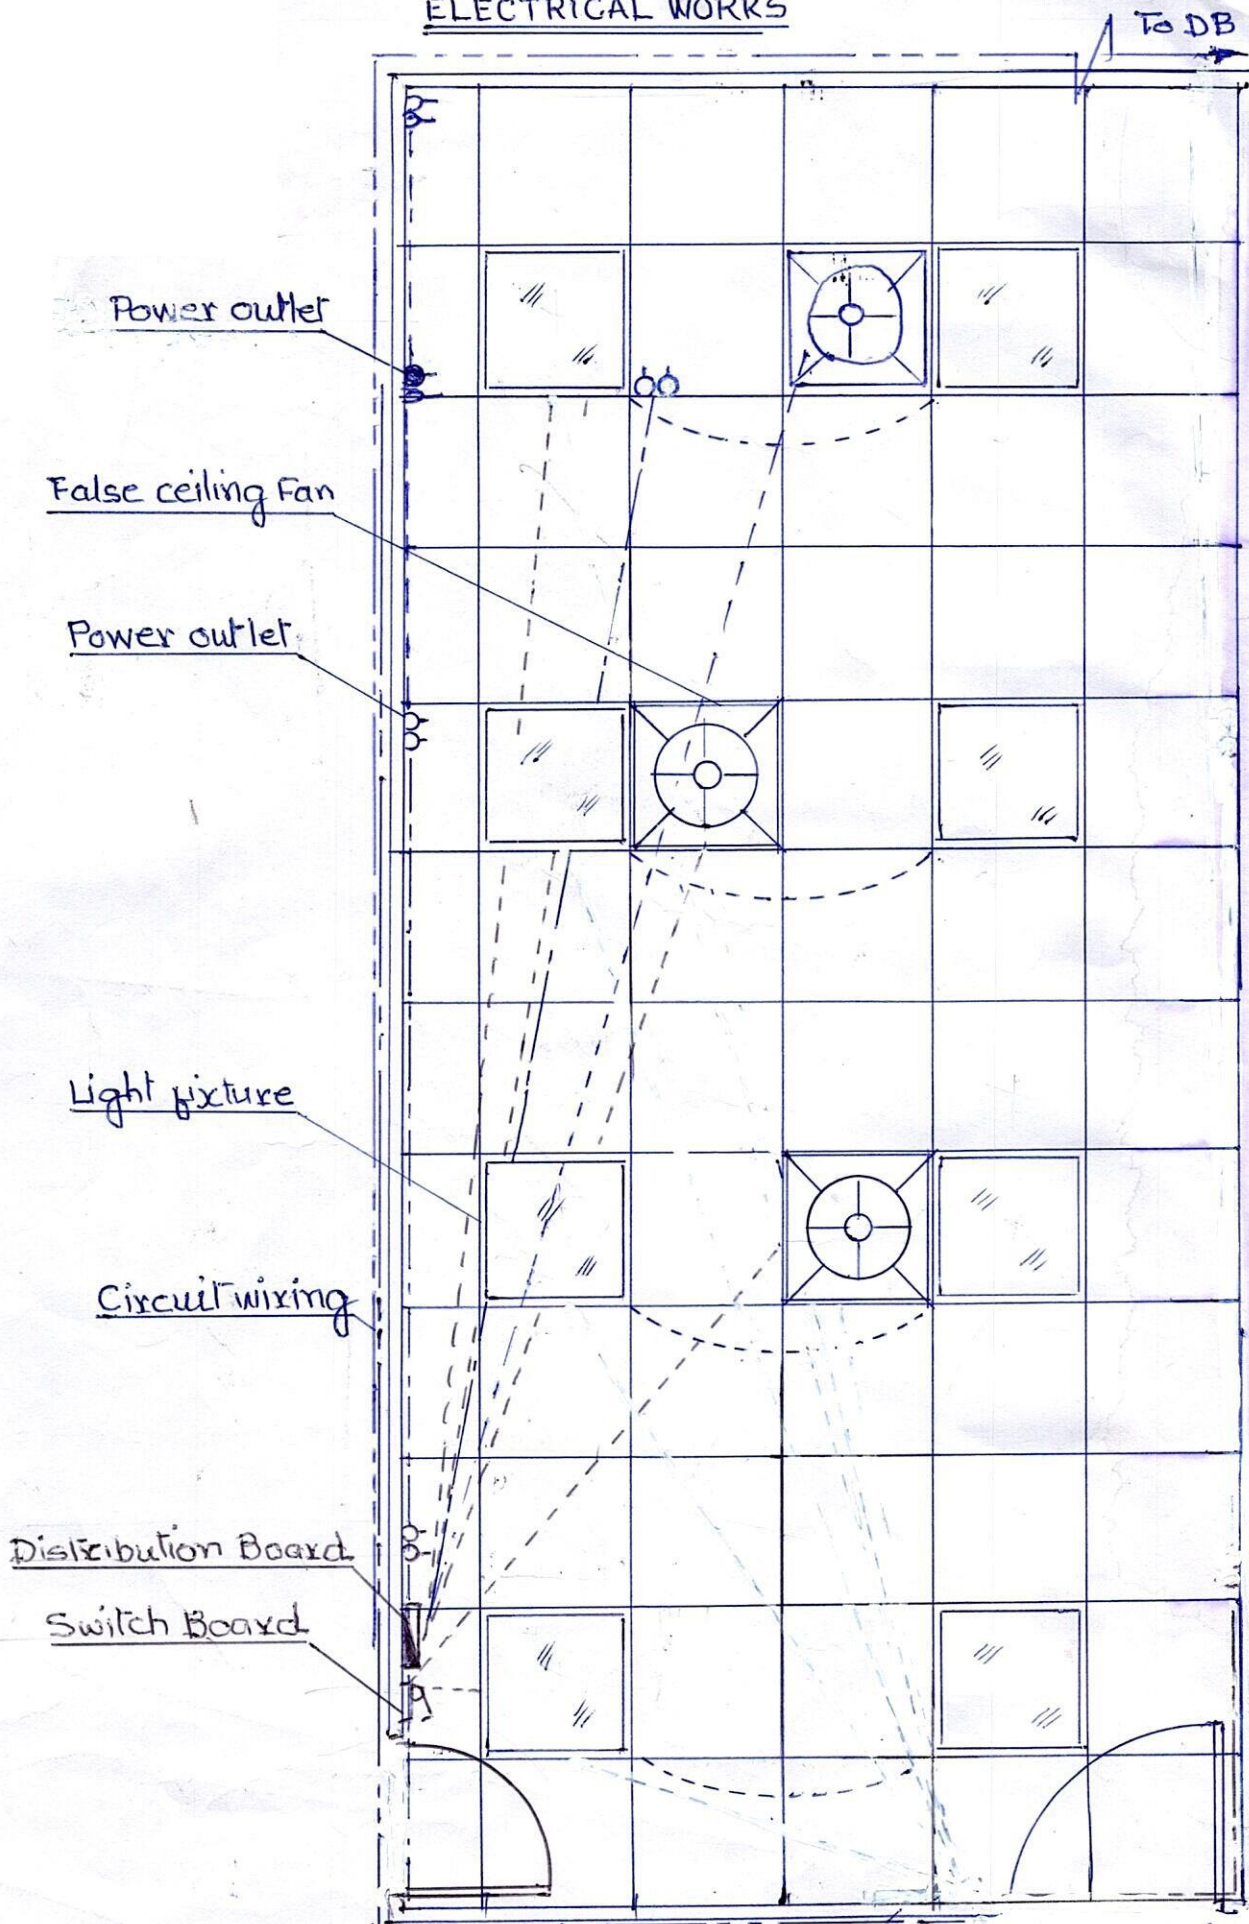 ELECTRICAL WORKS
To DB
Power outlet
False ceiling Fan
Power outlet
Light fixture
Circuit wiring
Distribution Board
Switch Board